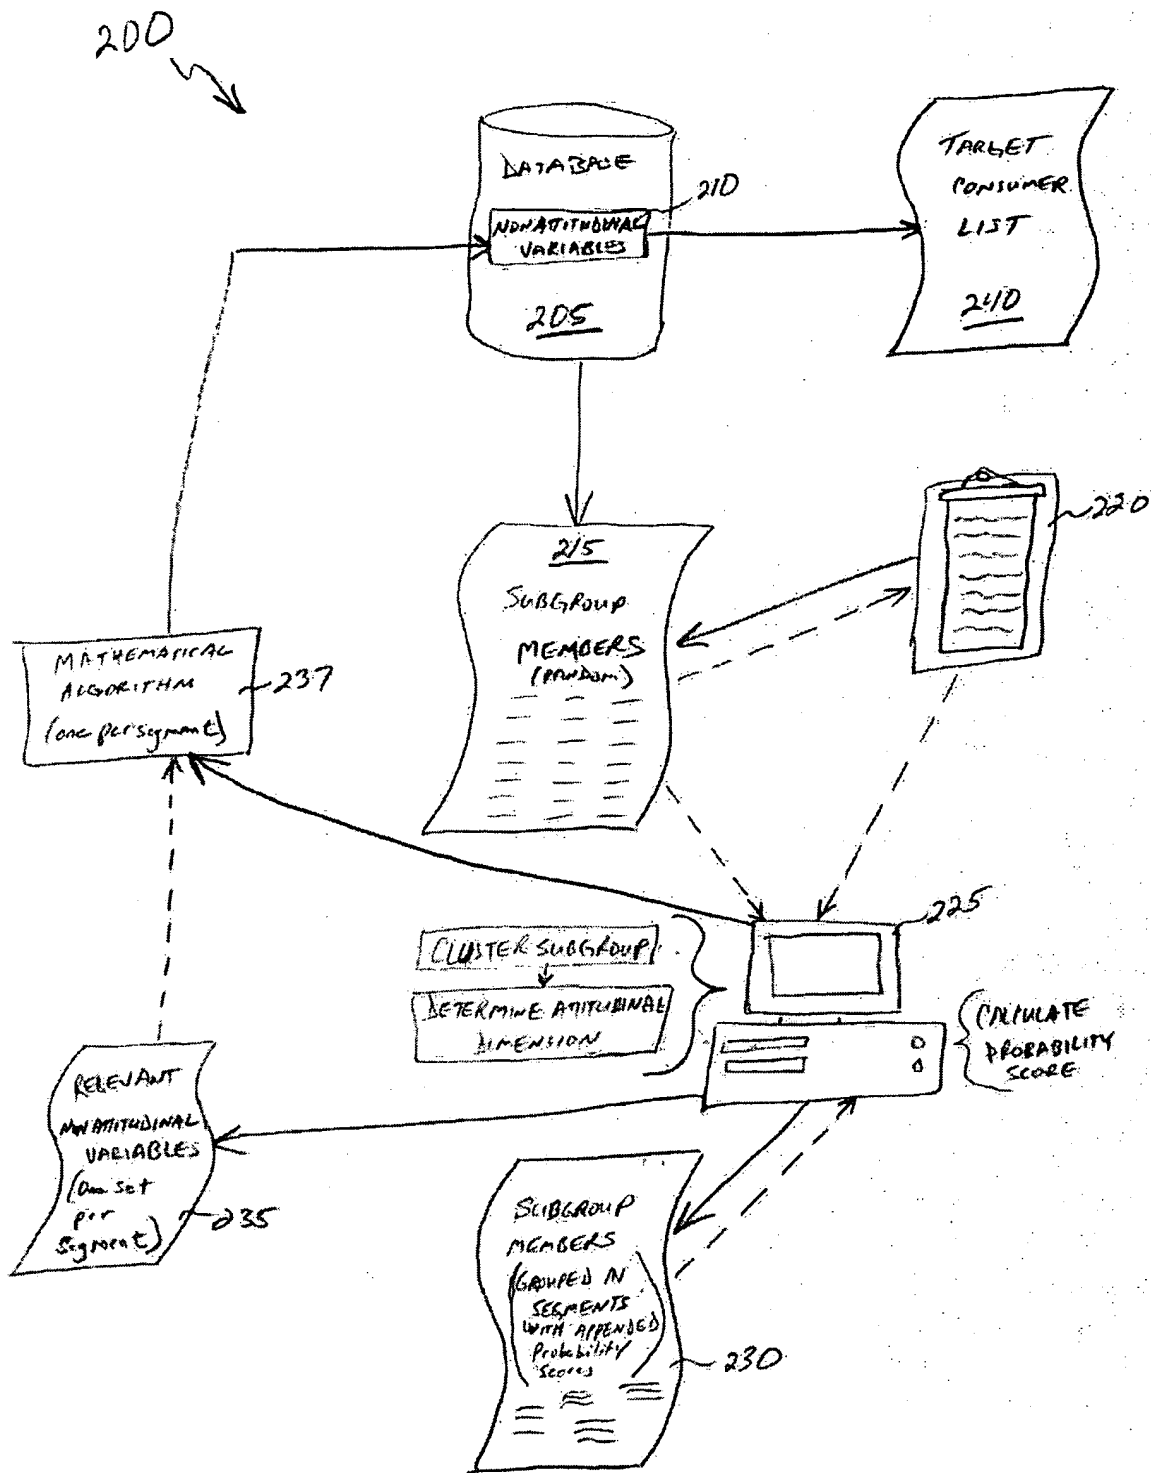 200
DATABASE
210
NONATTITUDINAL
VARIABLES
205
TARGET
CONSUMER
LIST
240
215
SUBGROUP
MEMBERS
(RANDOM)
220
MATHEMATICAL
ALGORITHM
(one per segment)
237
225
CLUSTER SUBGROUP
DETERMINE ATTITUDINAL
DIMENSION
CALCULATE
PROBABILITY
SCORE
RELEVANT
NONATTITUDINAL
VARIABLES
(One set
per
segment)
235
SUBGROUP
MEMBERS
(GROUPED IN
SEGMENTS
WITH APPENDED
Probability
Scores)
230